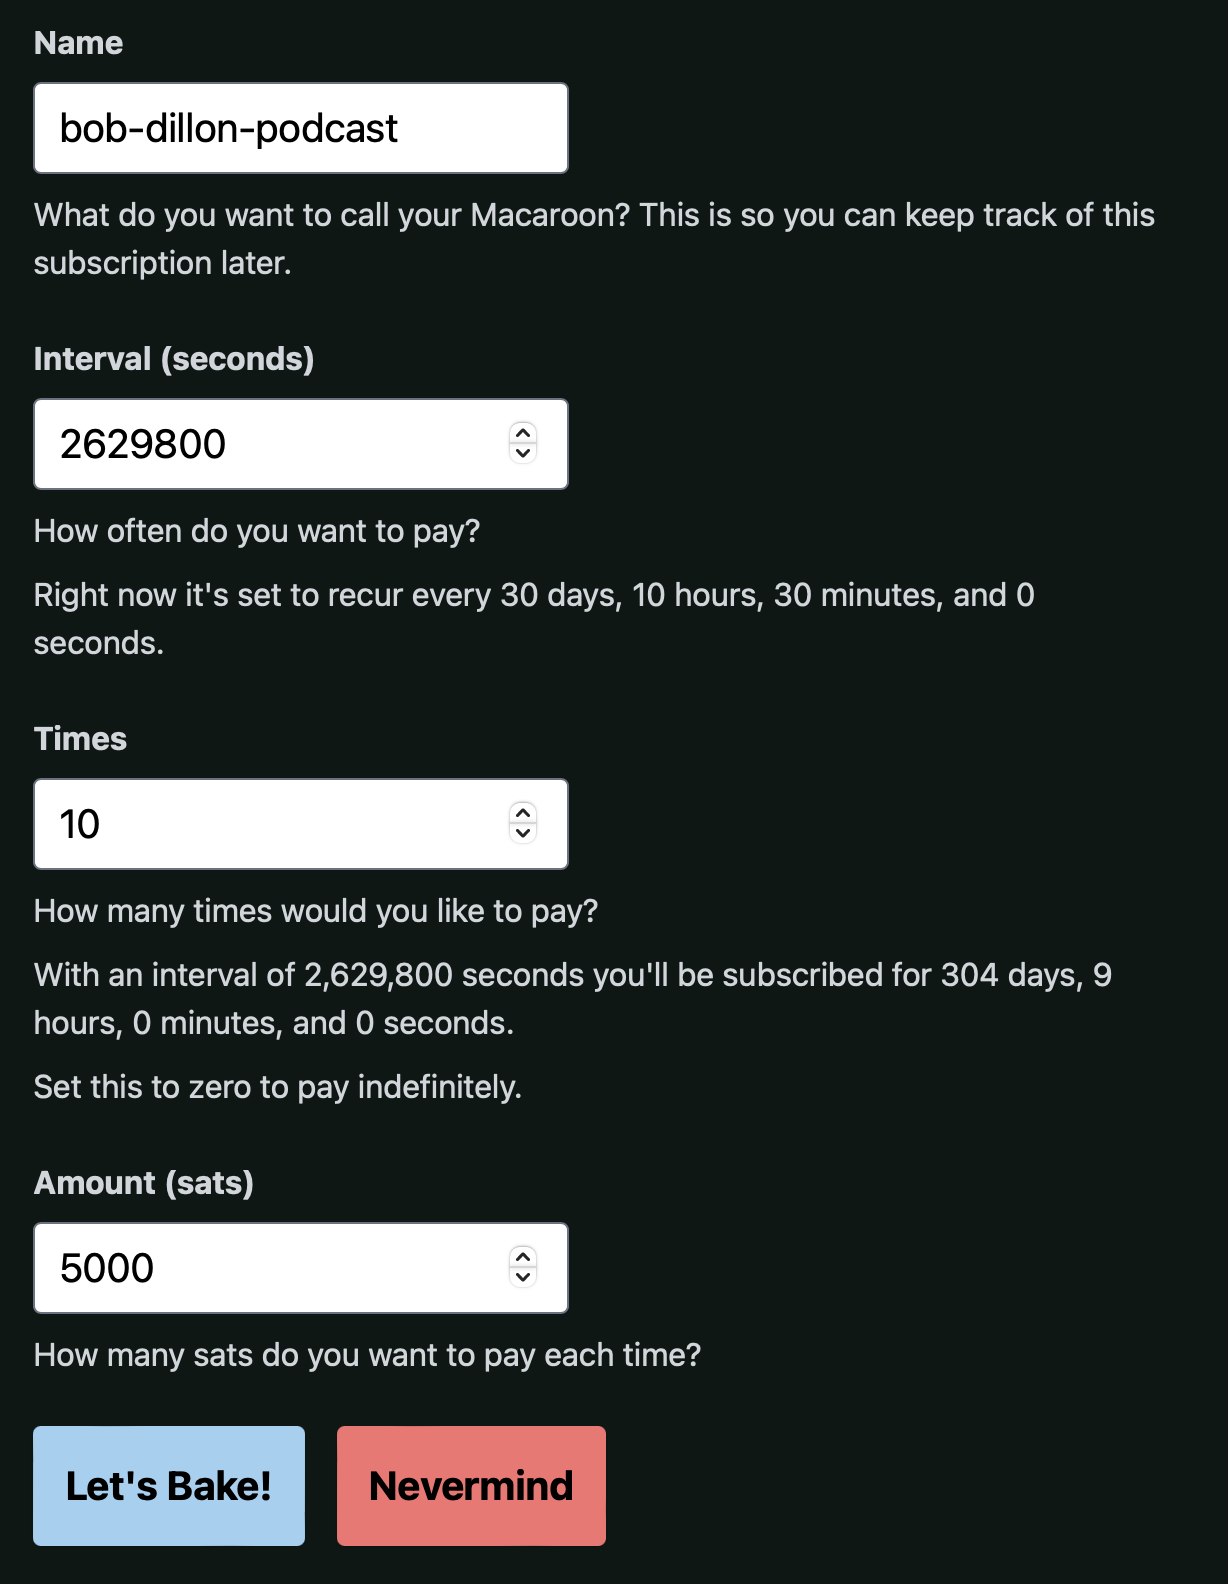 Name
bob-dillon-podcast
What do you want to call your Macaroon? This is so you can keep track of this
subscription later.
Interval (seconds)
2629800
How often do you want to pay?
Right now it's set to recur every 30 days, 10 hours, 30 minutes, and 0
seconds.
Times
10
How many times would you like to pay?
With an interval of 2,629,800 seconds you'll be subscribed for 304 days, 9
hours, 0 minutes, and 0 seconds.
Set this to zero to pay indefinitely.
Amount (sats)
5000
How many sats do you want to pay each time?
Let's Bake! Nevermind